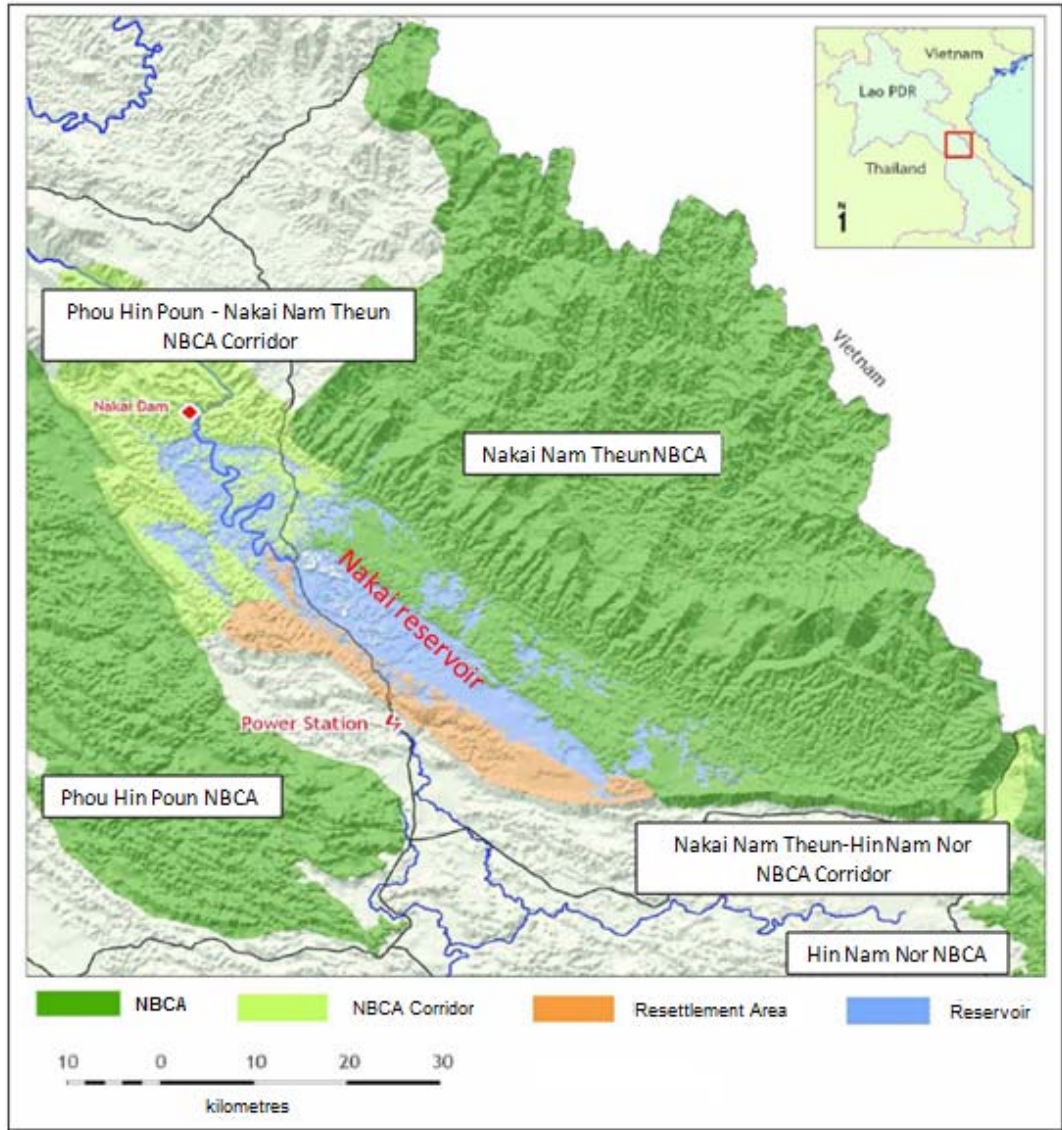 Vietnam
Lao PDR
Thailand
N
1
Phou Hin Poun - Nakai Nam Theun
NBCA Corridor
Vietnam
Nakai Dam
Nakai Nam Theun NBCA
Nakai reservoir
Power Station
Phou Hin Poun NBCA
Nakai Nam Theun-Hin Nam Nor
NBCA Corridor
Hin Nam Nor NBCA
NBCA
NBCA Corridor
Resettlement Area
Reservoir
10 0 10 20 30
kilometres